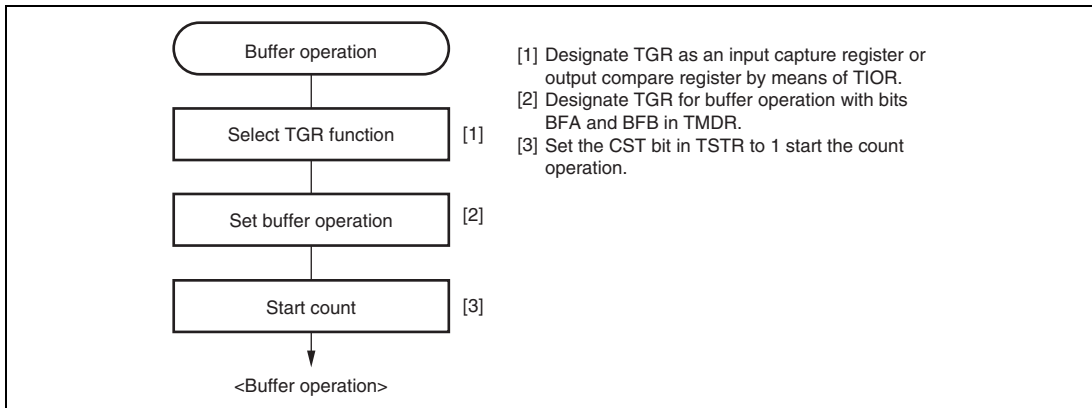 Buffer operation
Select TGR function
[1]
Set buffer operation
[2]
Start count
[3]
<Buffer operation>
[1] Designate TGR as an input capture register or
output compare register by means of TIOR.
[2] Designate TGR for buffer operation with bits
BFA and BFB in TMDR.
[3] Set the CST bit in TSTR to 1 start the count
operation.